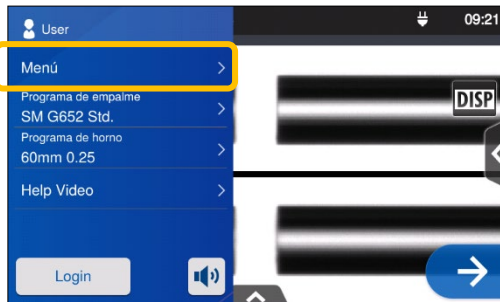 User
09:21
Menú
Programa de empalme
SM G652 Std.
DISP
Programa de horno
60mm 0.25
Help Video
Login